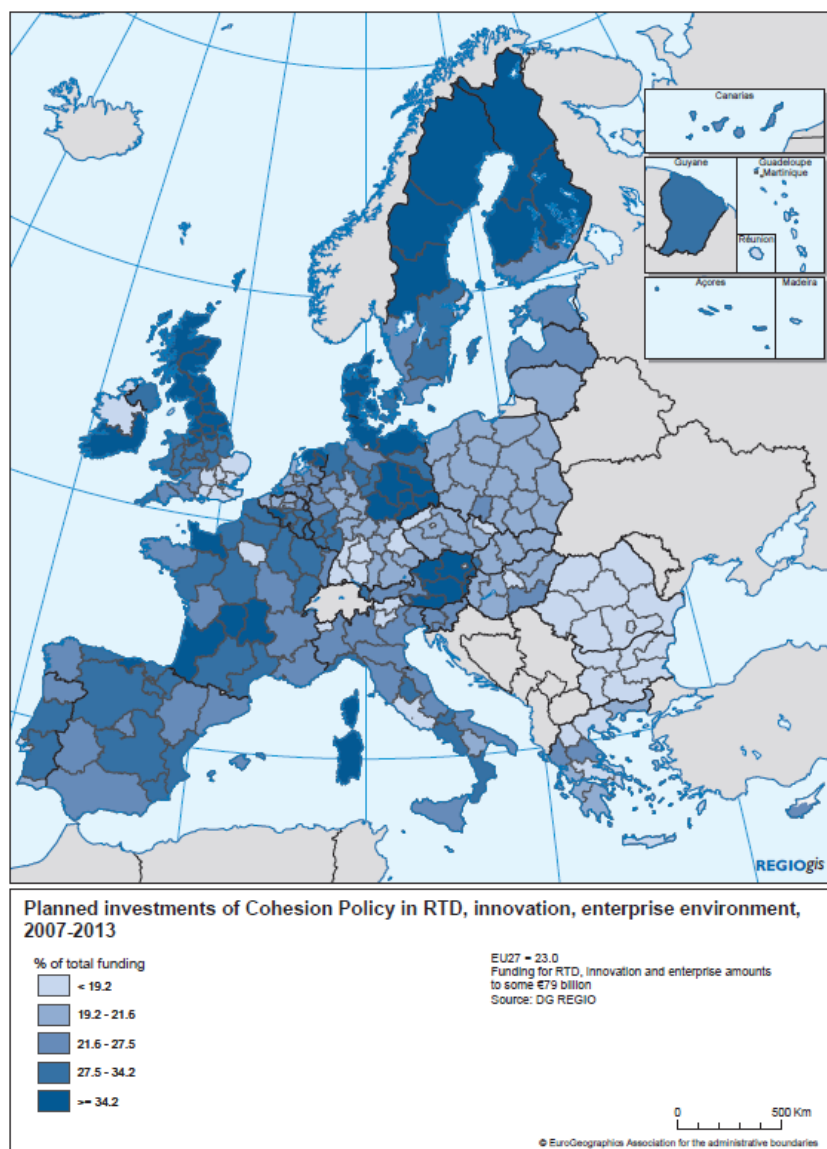 Canarias
Guyane
Guadeloupe
Martinique
Réunion
Açores
Madeira
REGIOgis
Planned investments of Cohesion Policy in RTD, innovation, enterprise environment,
2007-2013
% of total funding
< 19.2
19.2 - 21.6
21.6 - 27.5
27.5 - 34.2
>= 34.2
EU27 = 23.0
Funding for RTD, innovation and enterprise amounts
to some €79 billion
Source: DG REGIO
0 500 Km
© EuroGeographics Association for the administrative boundaries